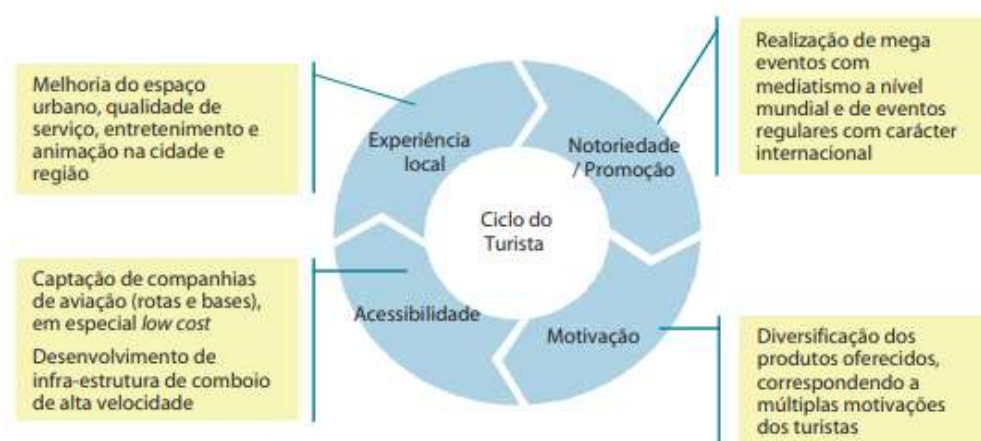 Melhoria do espaço
urbano, qualidade de
serviço, entretenimento e
animação na cidade e
região
Experiência
local
Notoriedade
/ Promoção
Realização de mega
eventos com
mediatismo a nível
mundial e de eventos
regulares com carácter
internacional
Ciclo do
Turista
Captação de companhias
de aviação (rotas e bases),
em especial low cost
Desenvolvimento de
infra-estrutura de comboio
de alta velocidade
Acessibilidade
Motivação
Diversificação dos
produtos oferecidos,
correspondendo a
múltiplas motivações
dos turistas